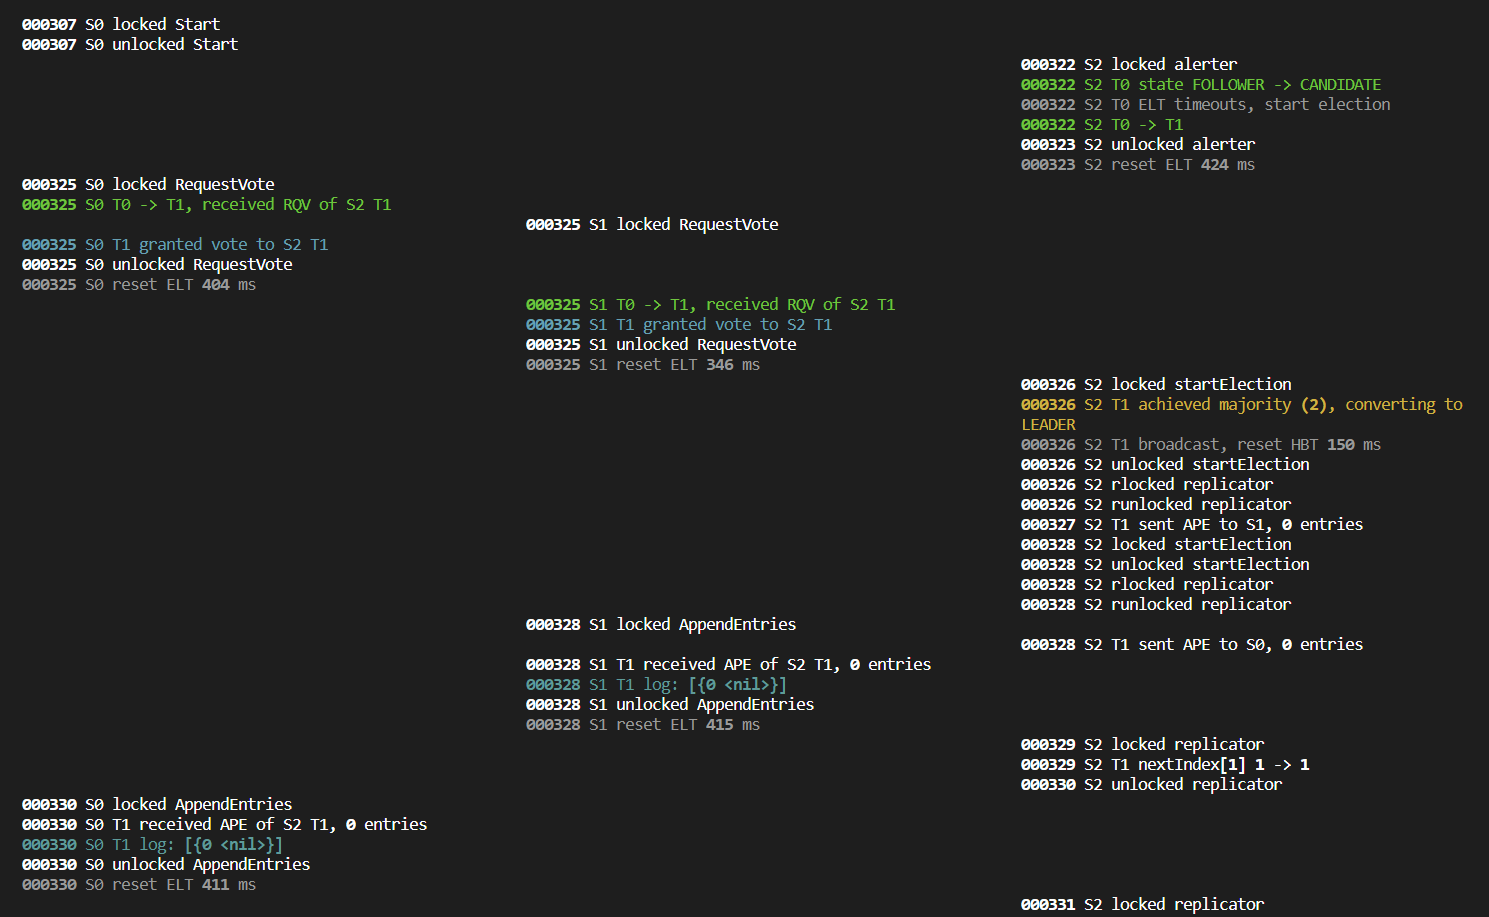 000307 S0 locked Start
000307 S0 unlocked Start
000322 S2 locked alerter
000322 S2 T0 state FOLLOWER -> CANDIDATE
000322 S2 T0 ELT timeouts, start election
000322 S2 T0 -> T1
000323 S2 unlocked alerter
000323 S2 reset ELT 424 ms
000325 S0 locked RequestVote
000325 S0 T0 -> T1, received RQV of S2 T1
000325 S1 locked RequestVote
000325 S0 T1 granted vote to S2 T1
000325 S0 unlocked RequestVote
000325 S0 reset ELT 404 ms
000325 S1 T0 -> T1, received RQV of S2 T1
000325 S1 T1 granted vote to S2 T1
000325 S1 unlocked RequestVote
000325 S1 reset ELT 346 ms
000326 S2 locked startElection
000326 S2 T1 achieved majority (2), converting to
LEADER
000326 S2 T1 broadcast, reset HBT 150 ms
000326 S2 unlocked startElection
000326 S2 rlocked replicator
000326 S2 runlocked replicator
000327 S2 T1 sent APE to S1, 0 entries
000328 S2 locked startElection
000328 S2 unlocked startElection
000328 S2 rlocked replicator
000328 S2 runlocked replicator
000328 S1 locked AppendEntries
000328 S2 T1 sent APE to S0, 0 entries
000328 S1 T1 received APE of S2 T1, 0 entries
000328 S1 T1 log: [{0 <nil>}]
000328 S1 unlocked AppendEntries
000328 S1 reset ELT 415 ms
000329 S2 locked replicator
000329 S2 T1 nextIndex[1] 1 -> 1
000330 S2 unlocked replicator
000330 S0 locked AppendEntries
000330 S0 T1 received APE of S2 T1, 0 entries
000330 S0 T1 log: [{0 <nil>}]
000330 S0 unlocked AppendEntries
000330 S0 reset ELT 411 ms
000331 S2 locked replicator